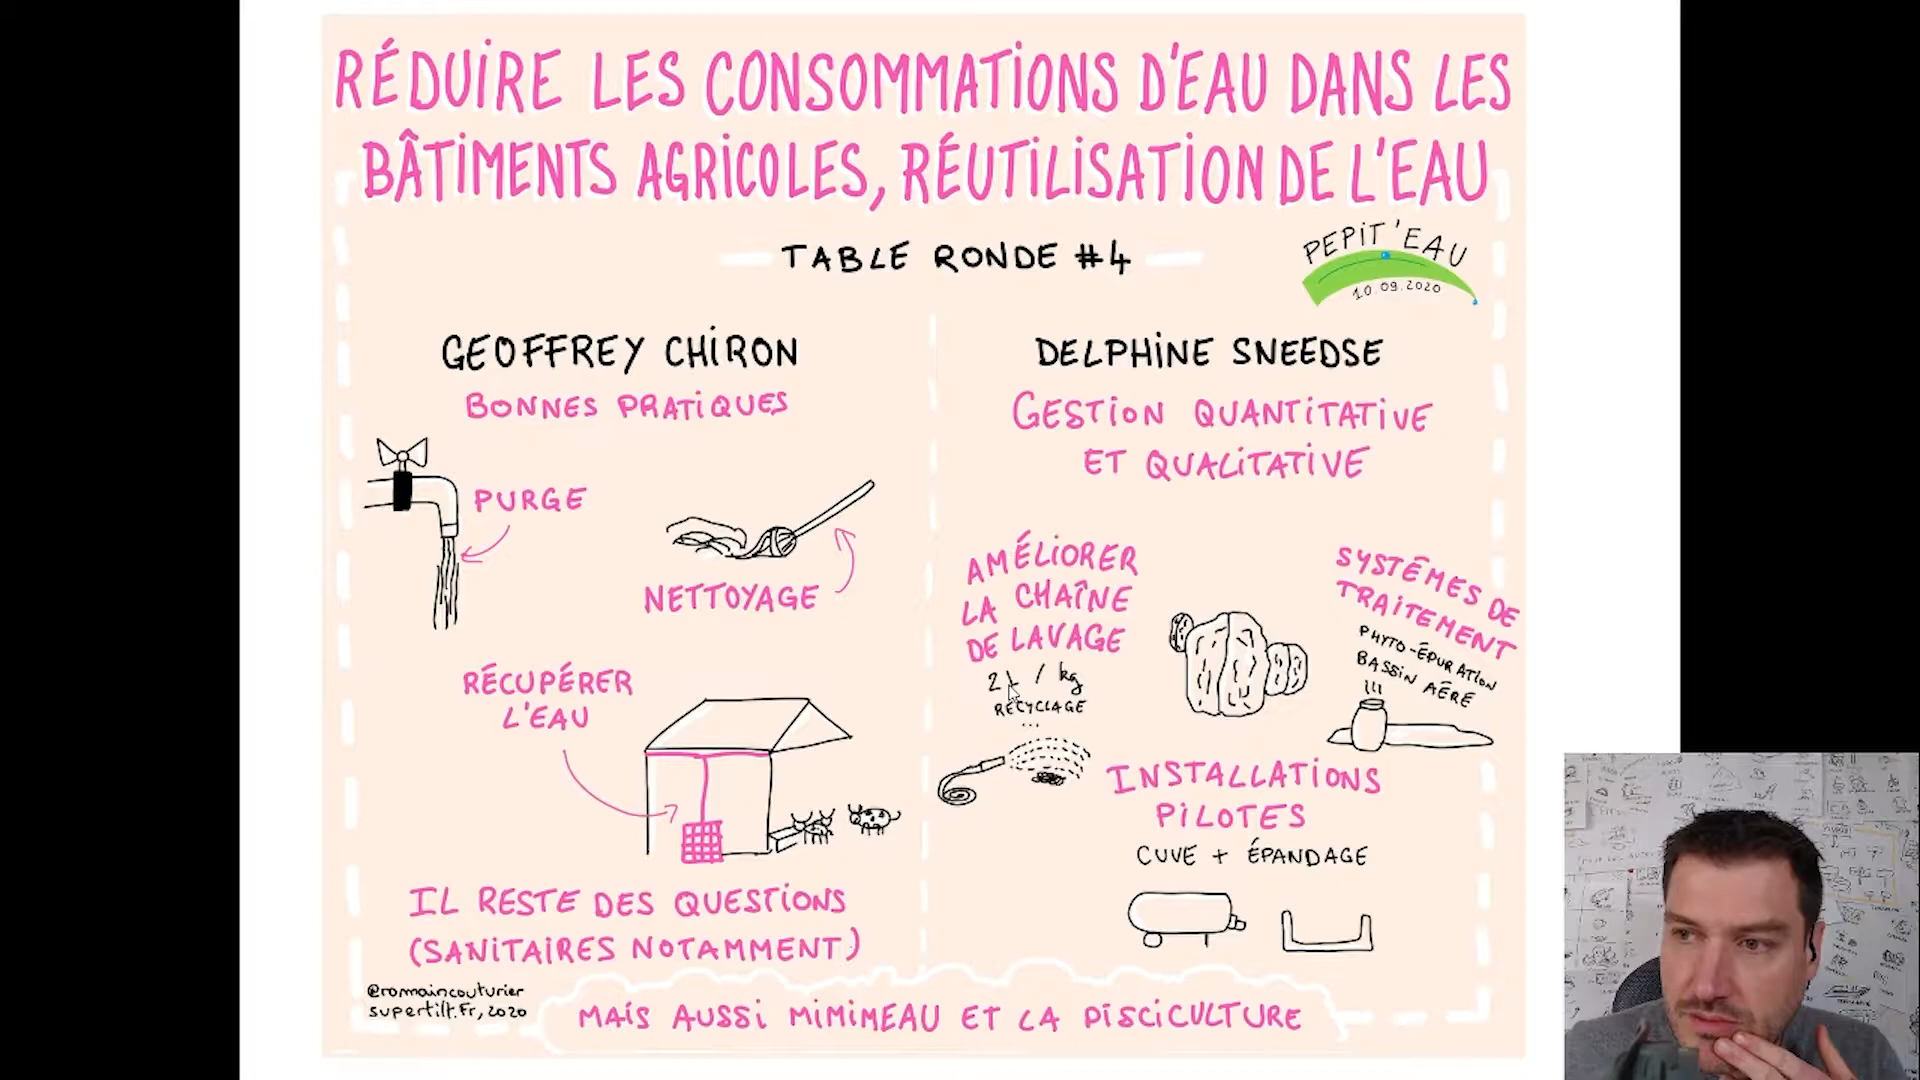 RÉDUIRE LES CONSOMMATIONS D'EAU DANS LES
BÂTIMENTS AGRICOLES, RÉUTILISATION DE L'EAU
TABLE RONDE #4
PEPIT'EAU
10.09.2020
GEOFFREY CHIRON
BONNES PRATIQUES
PURGE
NETTOYAGE
RÉCUPÉRER
L'EAU
IL RESTE DES QUESTIONS
(SANITAIRES NOTAMMENT)
@romaincouturier
supertilt.fr, 2020
DELPHINE SNEEDSE
GESTION QUANTITATIVE
ET QUALITATIVE
AMÉLIORER
LA CHAÎNE
DE LAVAGE
2L / kg
RECYCLAGE
...
SYSTÊMES DE
TRAITEMENT
PHYTO-ÉPURATION
BASSIN AÉRÉ
INSTALLATIONS
PILOTES
CUVE + ÉPANDAGE
MAIS AUSSI MIMIMEAU ET LA PISCICULTURE